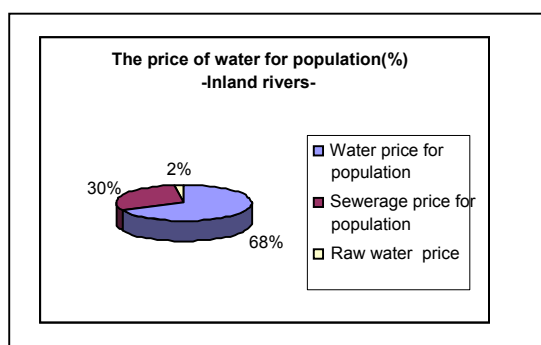 The price of water for population(%)
-Inland rivers-
2%
30%
68%
Water price for
population
Sewerage price for
population
Raw water price